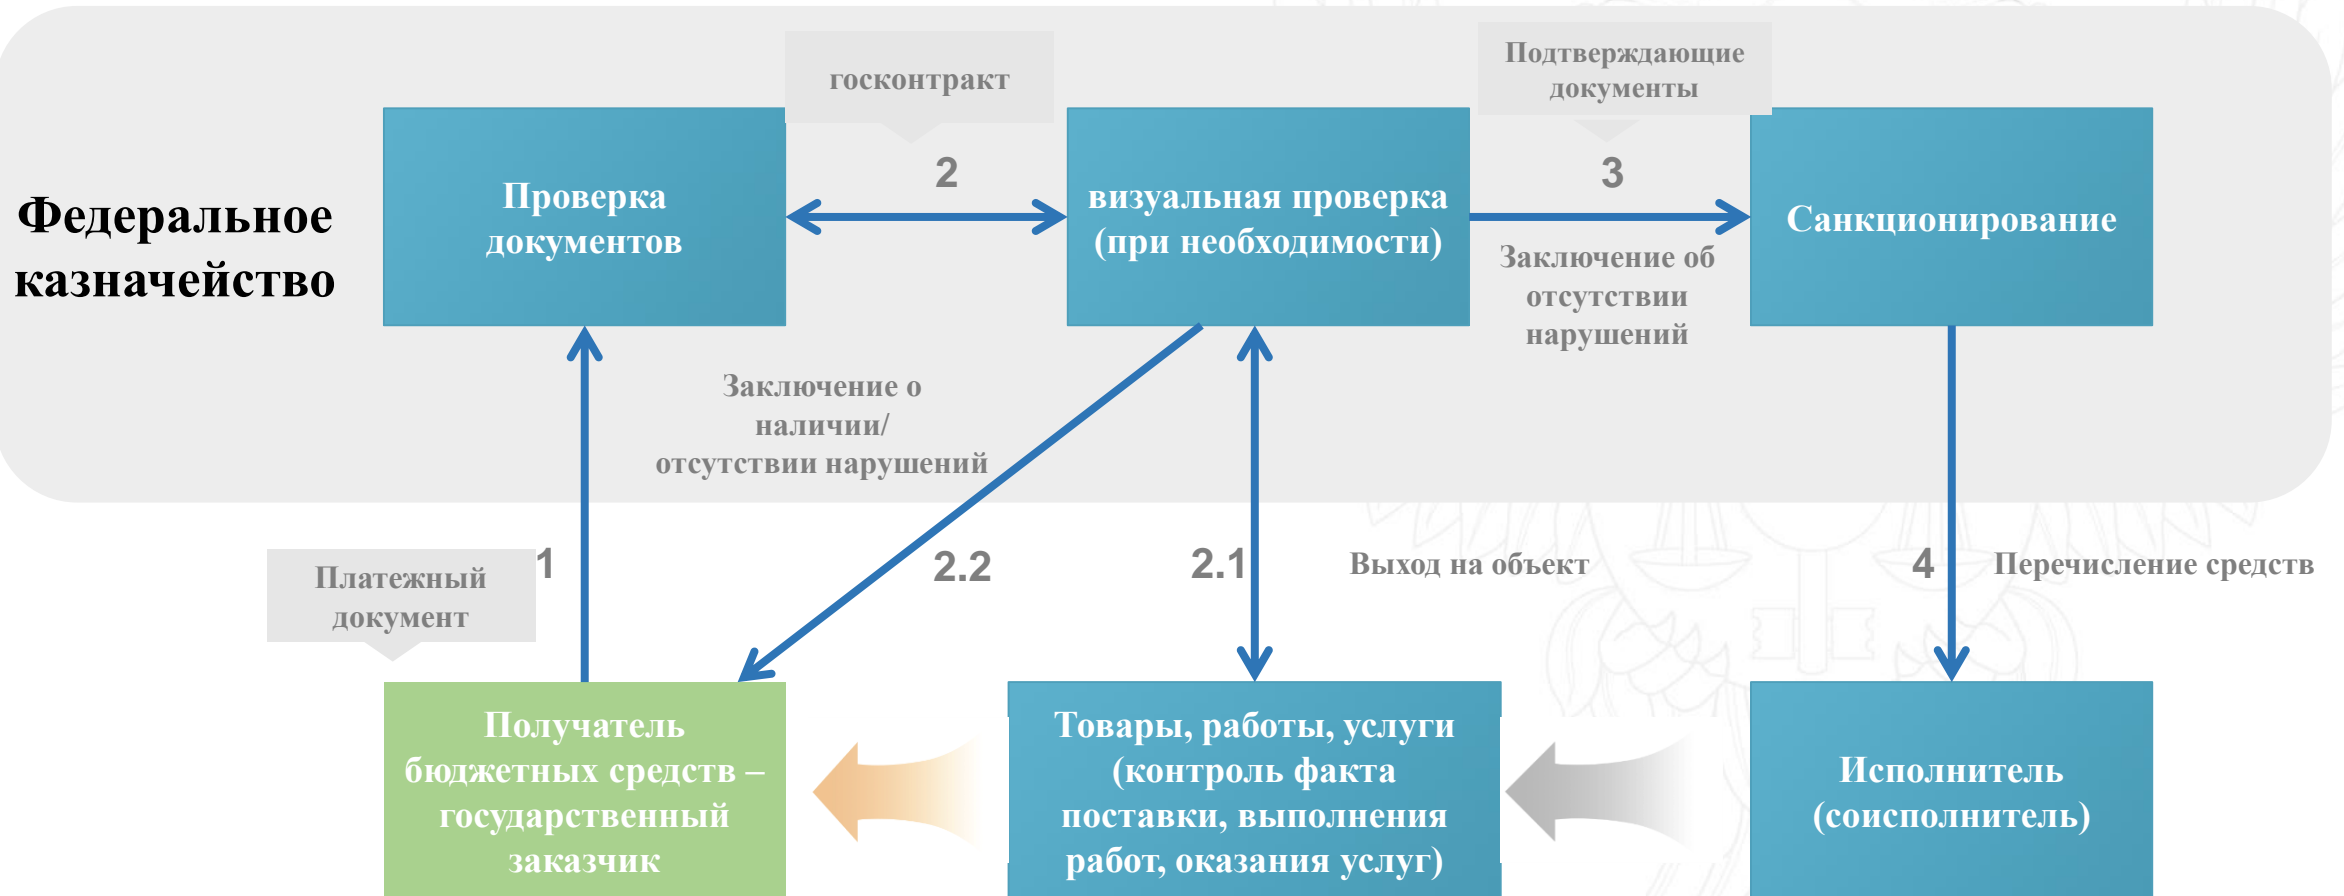 госконтракт
Подтверждающие
документы
Федеральное
казначейство
Проверка
документов
2
визуальная проверка
(при необходимости)
3
Санкционирование
Заключение об
отсутствии
нарушений
Заключение о
наличии/
отсутствии нарушений
Платежный
документ
1
2.2
2.1
Выход на объект
4
Перечисление средств
Получатель
бюджетных средств –
государственный
заказчик
Товары, работы, услуги
(контроль факта
поставки, выполнения
работ, оказания услуг)
Исполнитель
(соисполнитель)